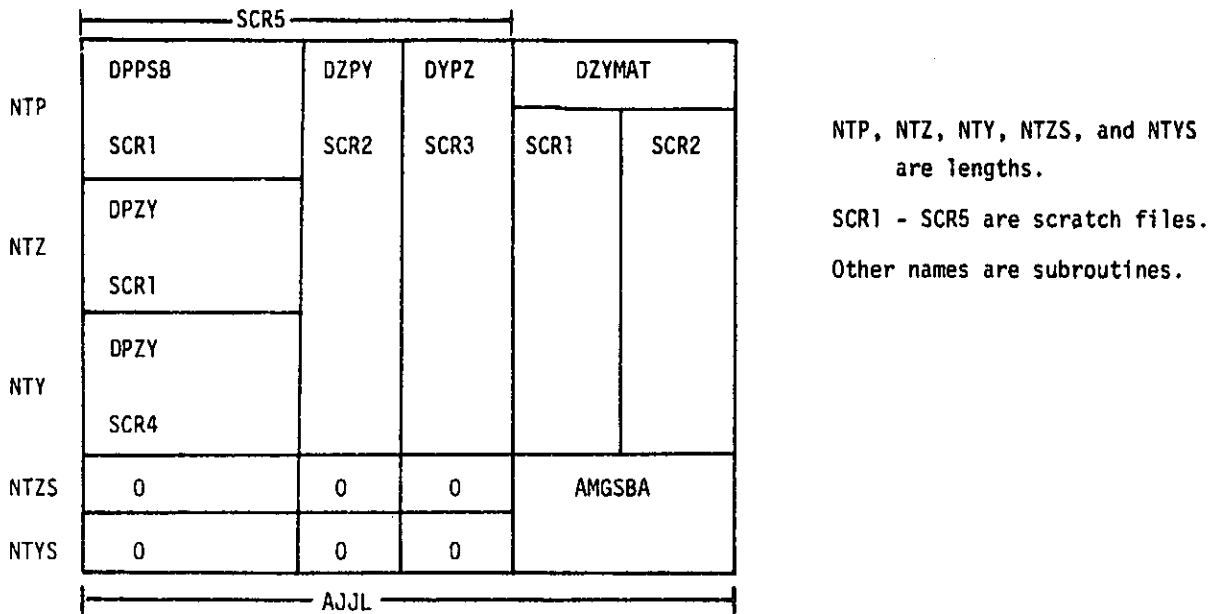 SCR5
DPPSB DZPY DYPZ DZYMAT
NTP
SCR1 SCR2 SCR3 SCR1 SCR2
DPZY
NTZ
SCR1
DPZY
NTY
SCR4
NTZS 0 0 0 AMGSBA
NTYS 0 0 0
AJJL
NTP, NTZ, NTY, NTZS, and NTYS
are lengths.
SCR1 - SCR5 are scratch files.
Other names are subroutines.